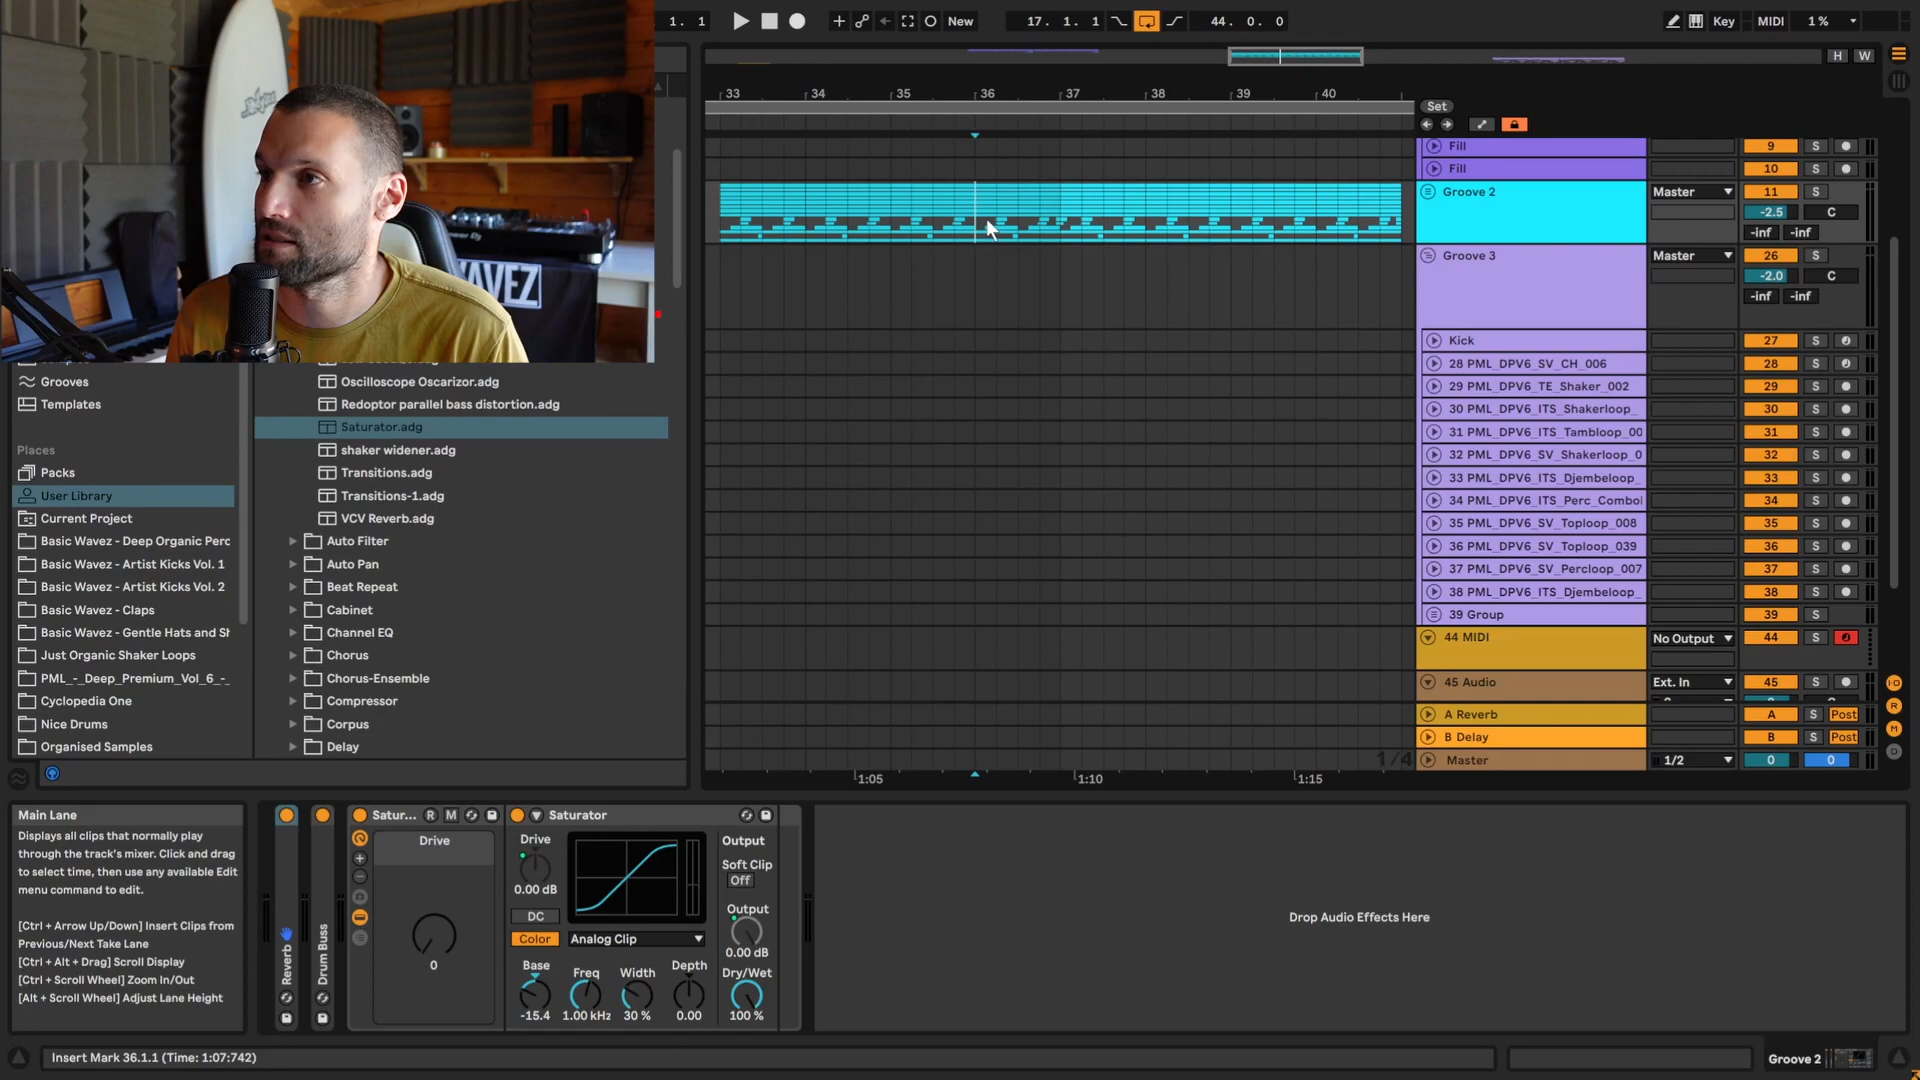 1. 1
New
17. 1. 1
44. 0. 0
Key
MIDI
1 %
H
W
33
34
35
36
37
38
39
40
Set
WAVEZ
Fill
9
S
Fill
10
S
Groove 2
Master
11
S
-2.5
C
-inf
-inf
Groove 3
Master
26
S
-2.0
C
-inf
-inf
Kick
27
S
28 PML_DPV6_SV_CH_006
28
S
29 PML_DPV6_TE_Shaker_002
29
S
30 PML_DPV6_ITS_Shakerloop_
30
S
31 PML_DPV6_ITS_Tambloop_00
31
S
32 PML_DPV6_SV_Shakerloop_0
32
S
33 PML_DPV6_ITS_Djembeloop_
33
S
34 PML_DPV6_ITS_Perc_Combo
34
S
35 PML_DPV6_SV_Toploop_008
35
S
36 PML_DPV6_SV_Toploop_039
36
S
37 PML_DPV6_SV_Percloop_007
37
S
38 PML_DPV6_ITS_Djembeloop_
38
S
39 Group
39
S
44 MIDI
No Output
44
S
45 Audio
Ext. In
45
S
A Reverb
A
S
Post
B Delay
B
S
Post
Master
1/2
0
0
1/4
1:05
1:10
1:15
Grooves
Templates
Places
Packs
User Library
Current Project
Basic Wavez - Deep Organic Perc
Basic Wavez - Artist Kicks Vol. 1
Basic Wavez - Artist Kicks Vol. 2
Basic Wavez - Claps
Basic Wavez - Gentle Hats and Sh
Just Organic Shaker Loops
PML_-_Deep_Premium_Vol_6_-_
Cyclopedia One
Nice Drums
Organised Samples
Oscilloscope Oscarizor.adg
Redoptor parallel bass distortion.adg
Saturator.adg
shaker widener.adg
Transitions.adg
Transitions-1.adg
VCV Reverb.adg
Auto Filter
Auto Pan
Beat Repeat
Cabinet
Channel EQ
Chorus
Chorus-Ensemble
Compressor
Corpus
Delay
Main Lane
Displays all clips that normally play
through the track's mixer. Click and drag
to select time, then use any available Edit
menu command to edit.
[Ctrl + Arrow Up/Down] Insert Clips from
Previous/Next Take Lane
[Ctrl + Alt + Drag] Scroll Display
[Ctrl + Scroll Wheel] Zoom In/Out
[Alt + Scroll Wheel] Adjust Lane Height
Reverb
Drum Buss
Satur...
R
M
Drive
0
Saturator
Drive
0.00 dB
DC
Color
Analog Clip
Base
-15.4
Freq
1.00 kHz
Width
30 %
Depth
0.00
Output
Soft Clip
Off
Output
0.00 dB
Dry/Wet
100 %
Drop Audio Effects Here
Insert Mark 36.1.1 (Time: 1:07:742)
Groove 2